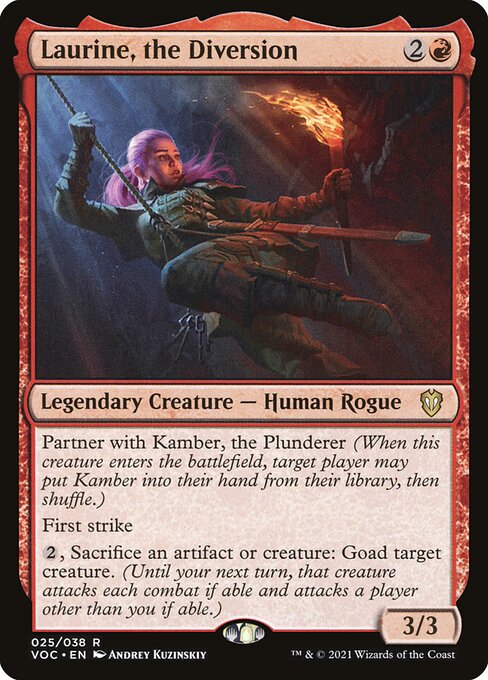 Laurine, the Diversion 2
Legendary Creature — Human Rogue
Partner with Kamber, the Plunderer (When this
creature enters the battlefield, target player may
put Kamber into their hand from their library, then
shuffle.)
First strike
2, Sacrifice an artifact or creature: Goad target
creature. (Until your next turn, that creature
attacks each combat if able and attacks a player
other than you if able.)
3/3
025/038 R
VOC • EN Andrey Kuzinskiy
™ & © 2021 Wizards of the Coast